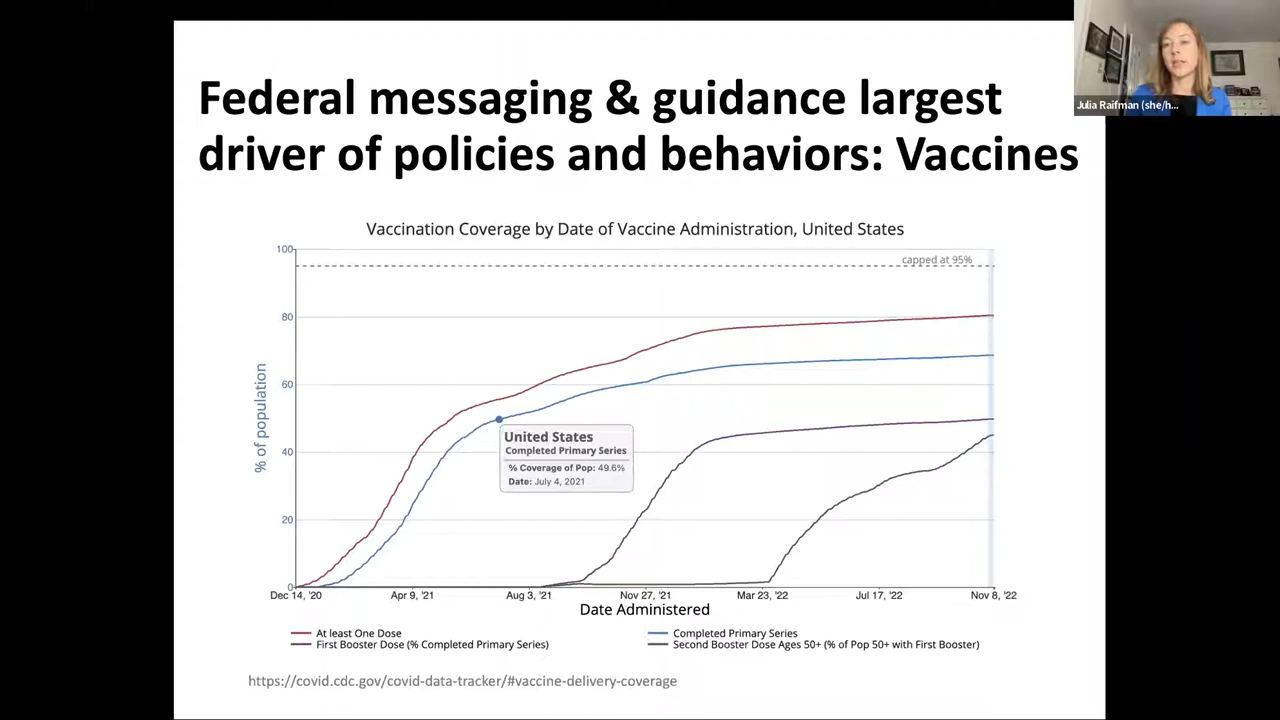 Federal messaging & guidance largest
driver of policies and behaviors: Vaccines
Julia Raifman (she/h...
Vaccination Coverage by Date of Vaccine Administration, United States
100
capped at 95%
80
60
40
20
0
% of population
United States
Completed Primary Series
% Coverage of Pop: 49.6%
Date: July 4, 2021
Dec 14, '20 Apr 9, '21 Aug 3, '21 Nov 27, '21 Mar 23, '22 Jul 17, '22 Nov 8, '22
Date Administered
At least One Dose Completed Primary Series
First Booster Dose (% Completed Primary Series) Second Booster Dose Ages 50+ (% of Pop 50+ with First Booster)
https://covid.cdc.gov/covid-data-tracker/#vaccine-delivery-coverage